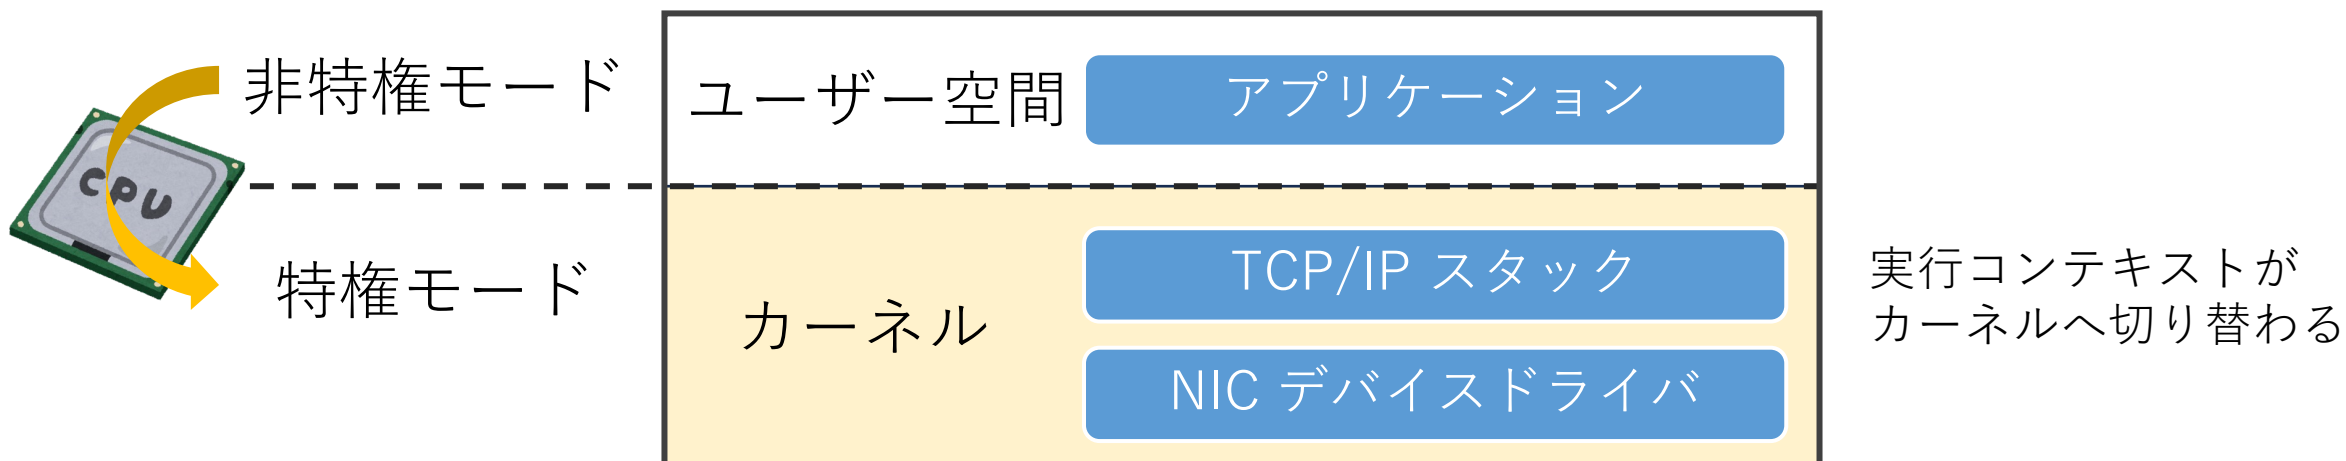 非特権モード
ユーザー空間
アプリケーション
CPU
特権モード
カーネル
TCP/IP スタック
NIC デバイスドライバ
実行コンテキストが
カーネルへ切り替わる